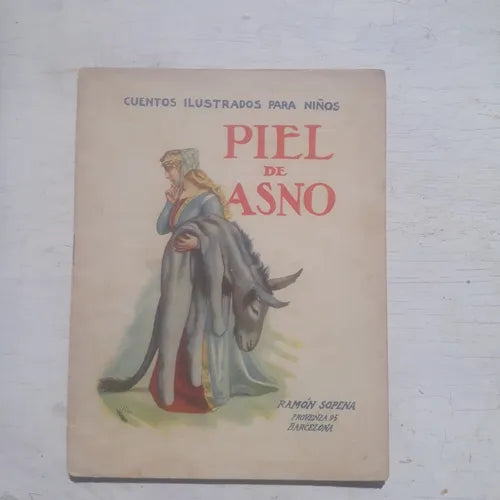 CUENTOS ILUSTRADOS PARA NIÑOS
PIEL
DE
ASNO
RAMÓN SOPENA
PROVENZA 95
BARCELONA